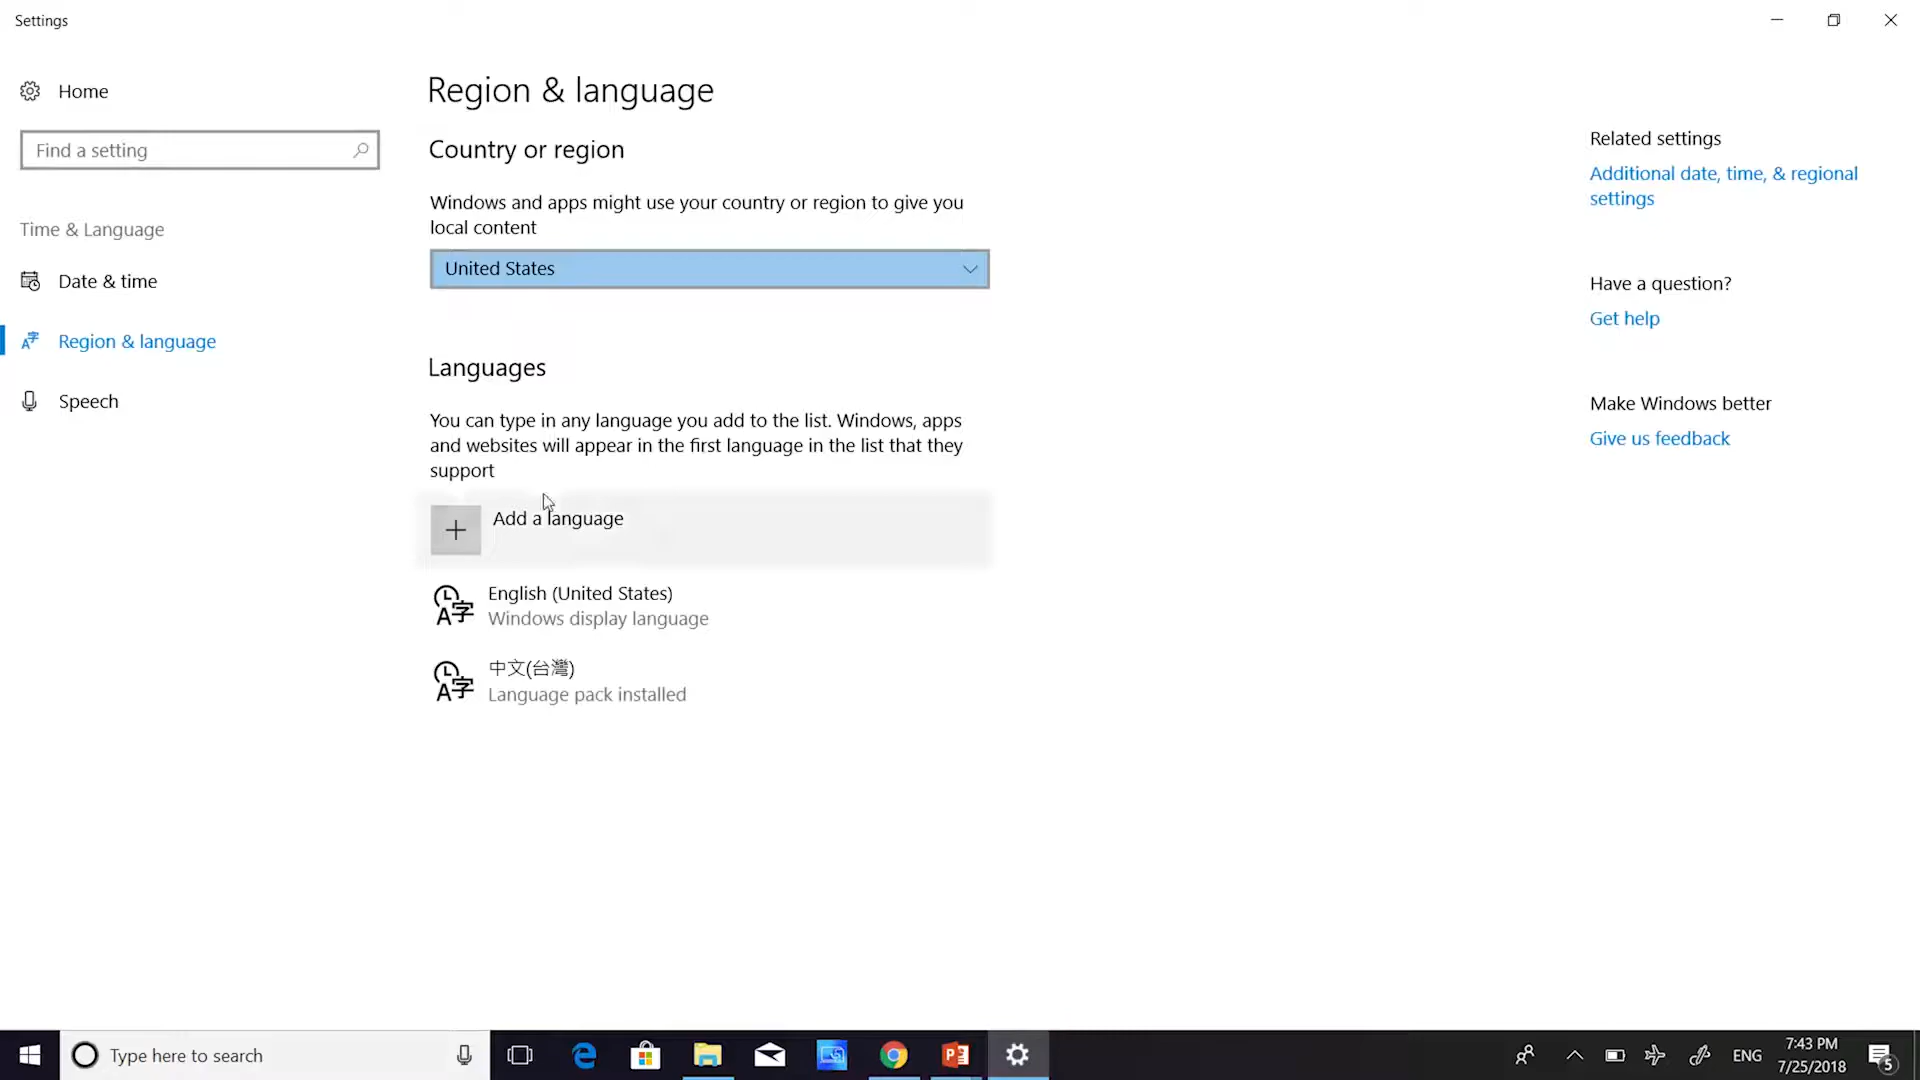 Settings
Home
Find a setting
Time & Language
Date & time
Region & language
Speech
Region & language
Country or region
Windows and apps might use your country or region to give you
local content
United States
Languages
You can type in any language you add to the list. Windows, apps
and websites will appear in the first language in the list that they
support
Add a language
English (United States)
Windows display language
中文(台灣)
Language pack installed
Related settings
Additional date, time, & regional
settings
Have a question?
Get help
Make Windows better
Give us feedback
Type here to search
ENG
7:43 PM
7/25/2018
5